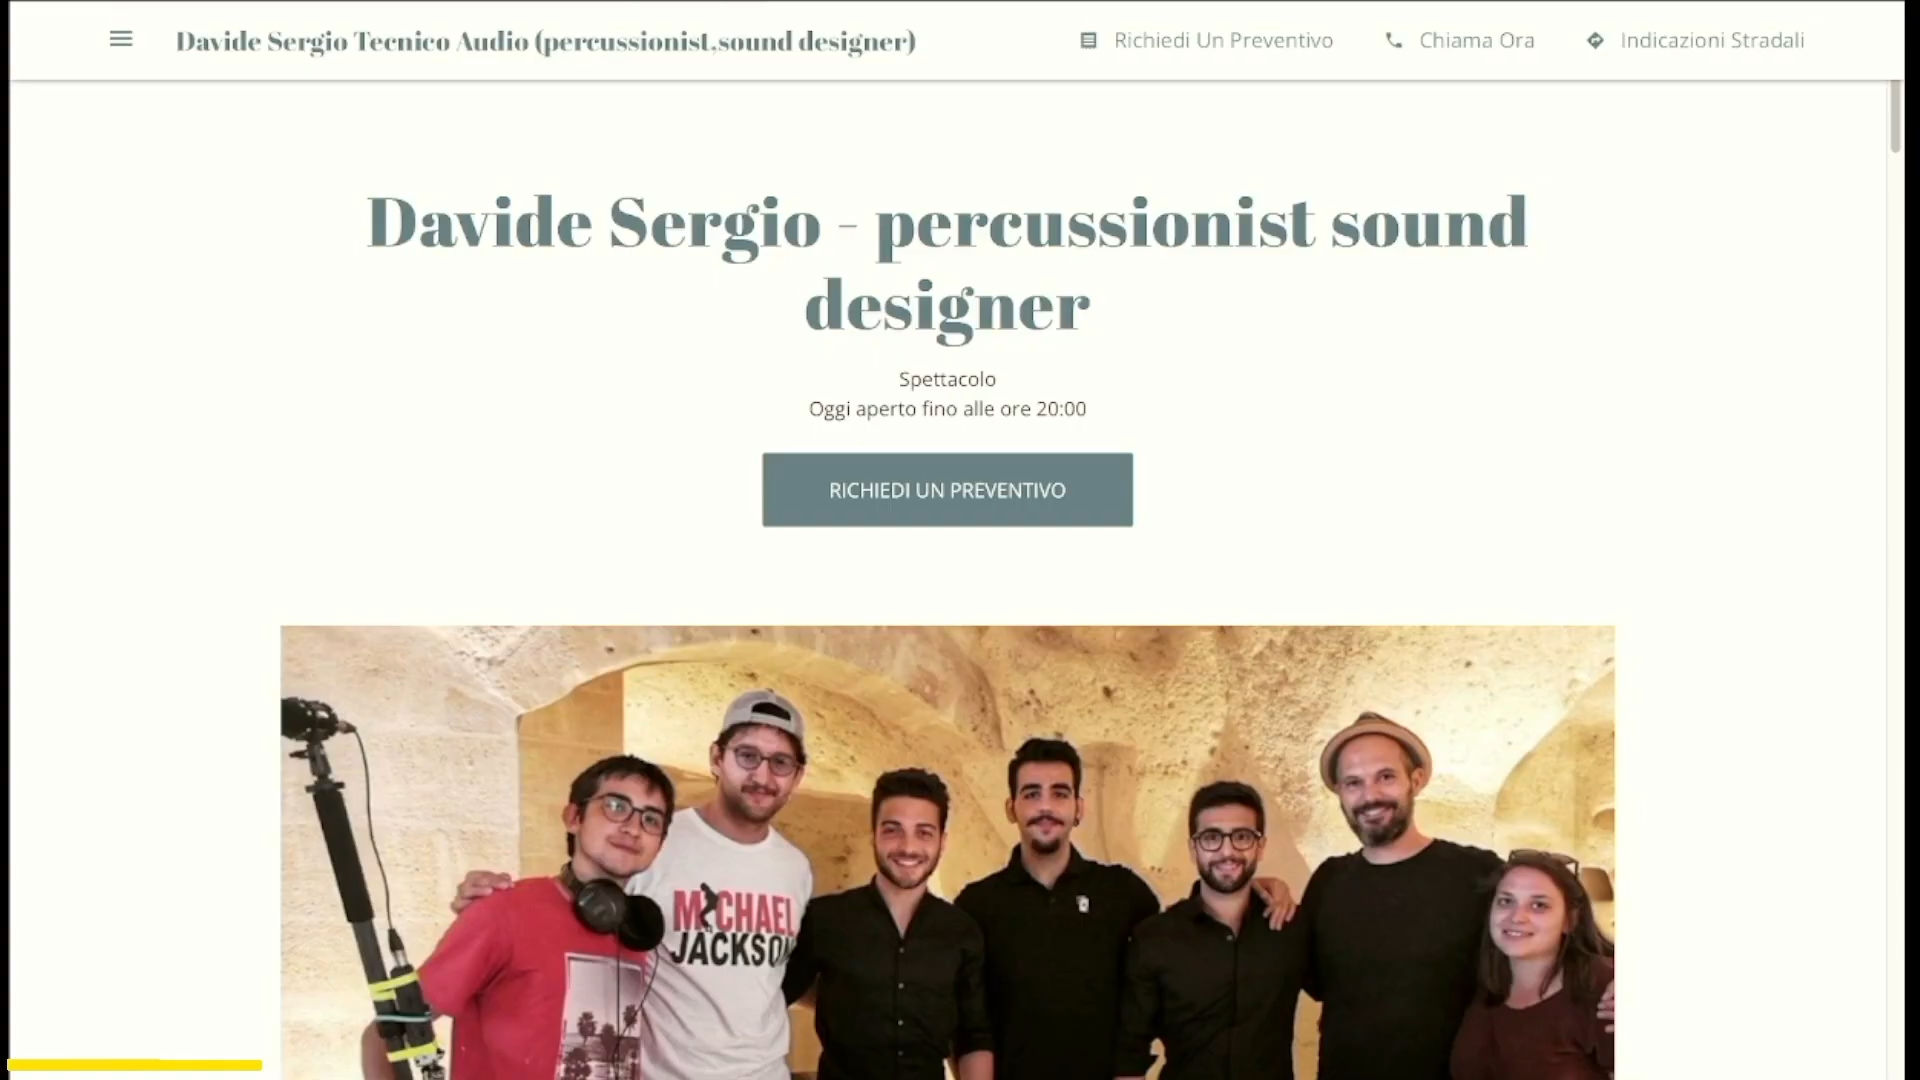 Davide Sergio Tecnico Audio (percussionist,sound designer)
Richiedi Un Preventivo
Chiama Ora
Indicazioni Stradali
Davide Sergio - percussionist sound
designer
Spettacolo
Oggi aperto fino alle ore 20:00
RICHIEDI UN PREVENTIVO
MICHAEL
JACKSON